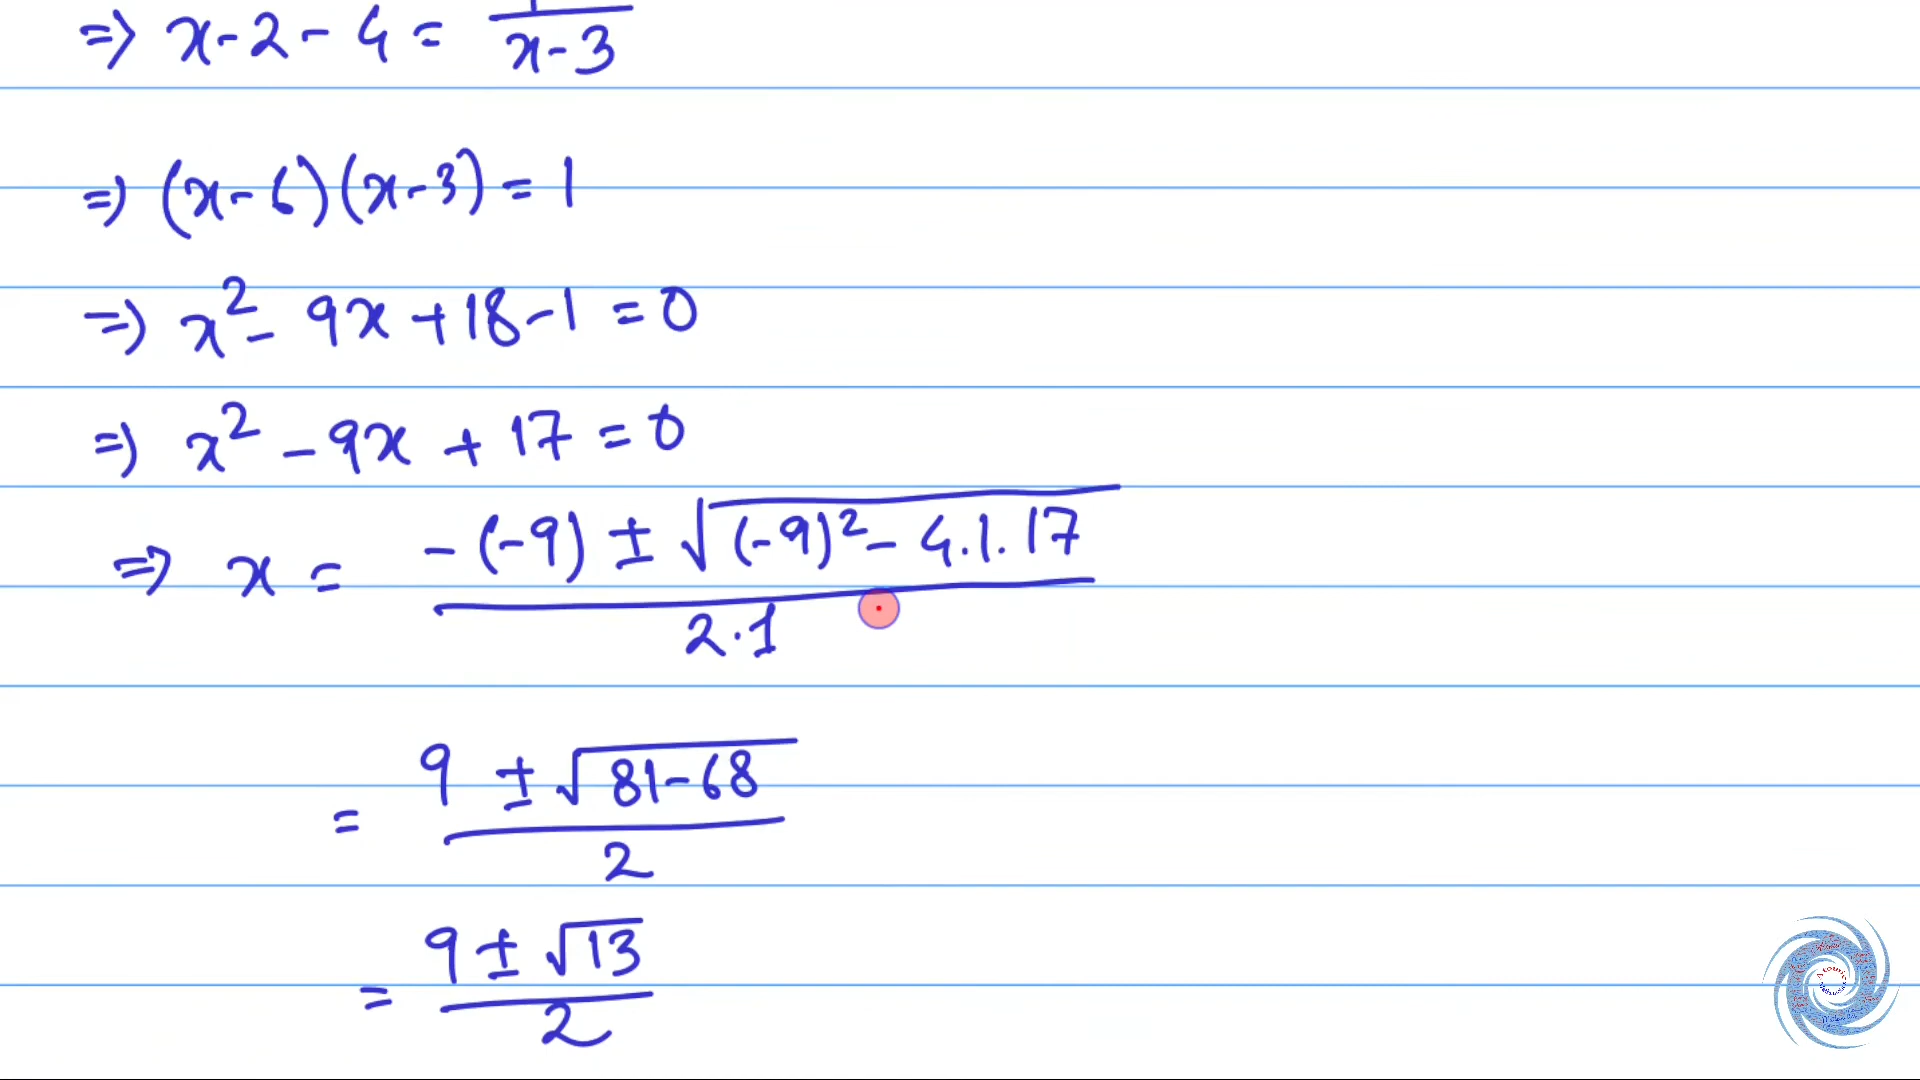 ⇒ x - 2 - 4 = 1/(x - 3)
⇒ (x - 6)(x - 3) = 1
⇒ x² - 9x + 18 - 1 = 0
⇒ x² - 9x + 17 = 0
⇒ x = (-(-9) ± √((-9)² - 4.1.17))/(2·1)
= (9 ± √(81 - 68))/2
= (9 ± √13)/2